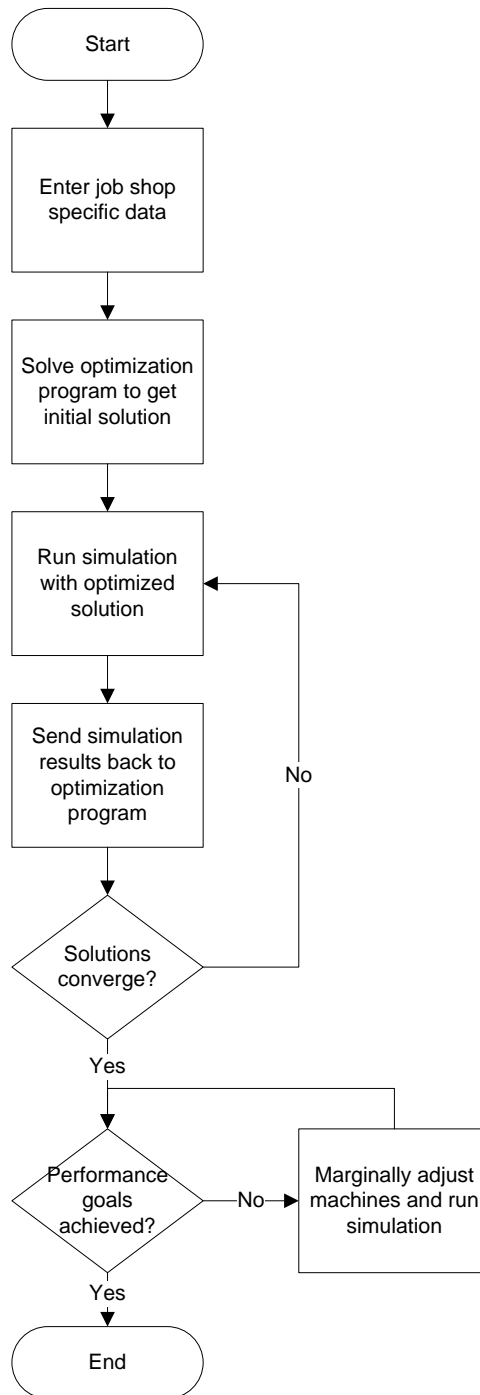 Start
Enter job shop
specific data
Solve optimization
program to get
initial solution
Run simulation
with optimized
solution
Send simulation
results back to
optimization
program
No
Solutions
converge?
Yes
Performance
goals
achieved?
No
Marginally adjust
machines and run
simulation
Yes
End